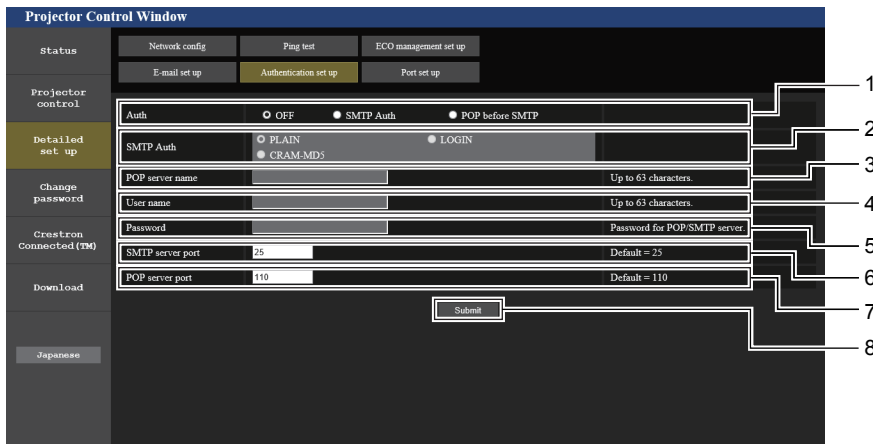 Projector Control Window
Status
Network config
Ping test
ECO management set up
E-mail set up
Authentication set up
Port set up
Projector
control
Detailed
set up
Change
password
Crestron
Connected(TM)
Download
Japanese
Auth
OFF
SMTP Auth
POP before SMTP
1
SMTP Auth
PLAIN
LOGIN
CRAM-MD5
2
POP server name
Up to 63 characters.
3
User name
Up to 63 characters.
4
Password
Password for POP/SMTP server.
5
SMTP server port
25
Default = 25
6
POP server port
110
Default = 110
7
Submit
8